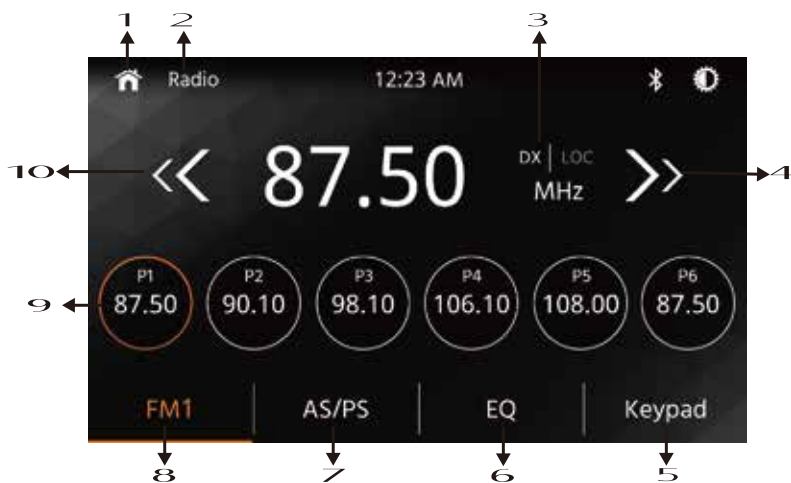 1 2 3
Radio 12:23 AM
10 87.50 DX | LOC 4
MHz
P1 P2 P3 P4 P5 P6
9 87.50 90.10 98.10 106.10 108.00 87.50
FM1 AS/PS EQ Keypad
8 7 6 5